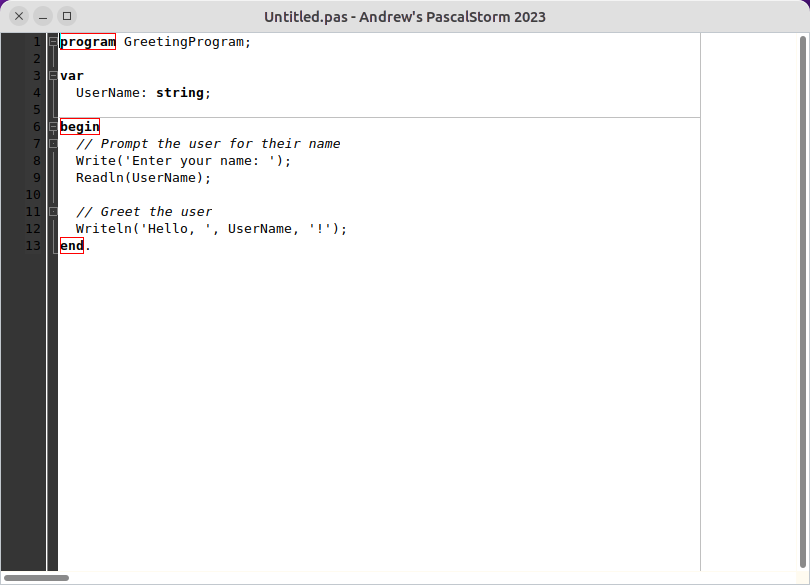 Untitled.pas - Andrew's PascalStorm 2023
1 program GreetingProgram;
2
3 var
4   UserName: string;
5
6 begin
7   // Prompt the user for their name
8   Write('Enter your name: ');
9   Readln(UserName);
10
11   // Greet the user
12   Writeln('Hello, ', UserName, '!');
13 end.